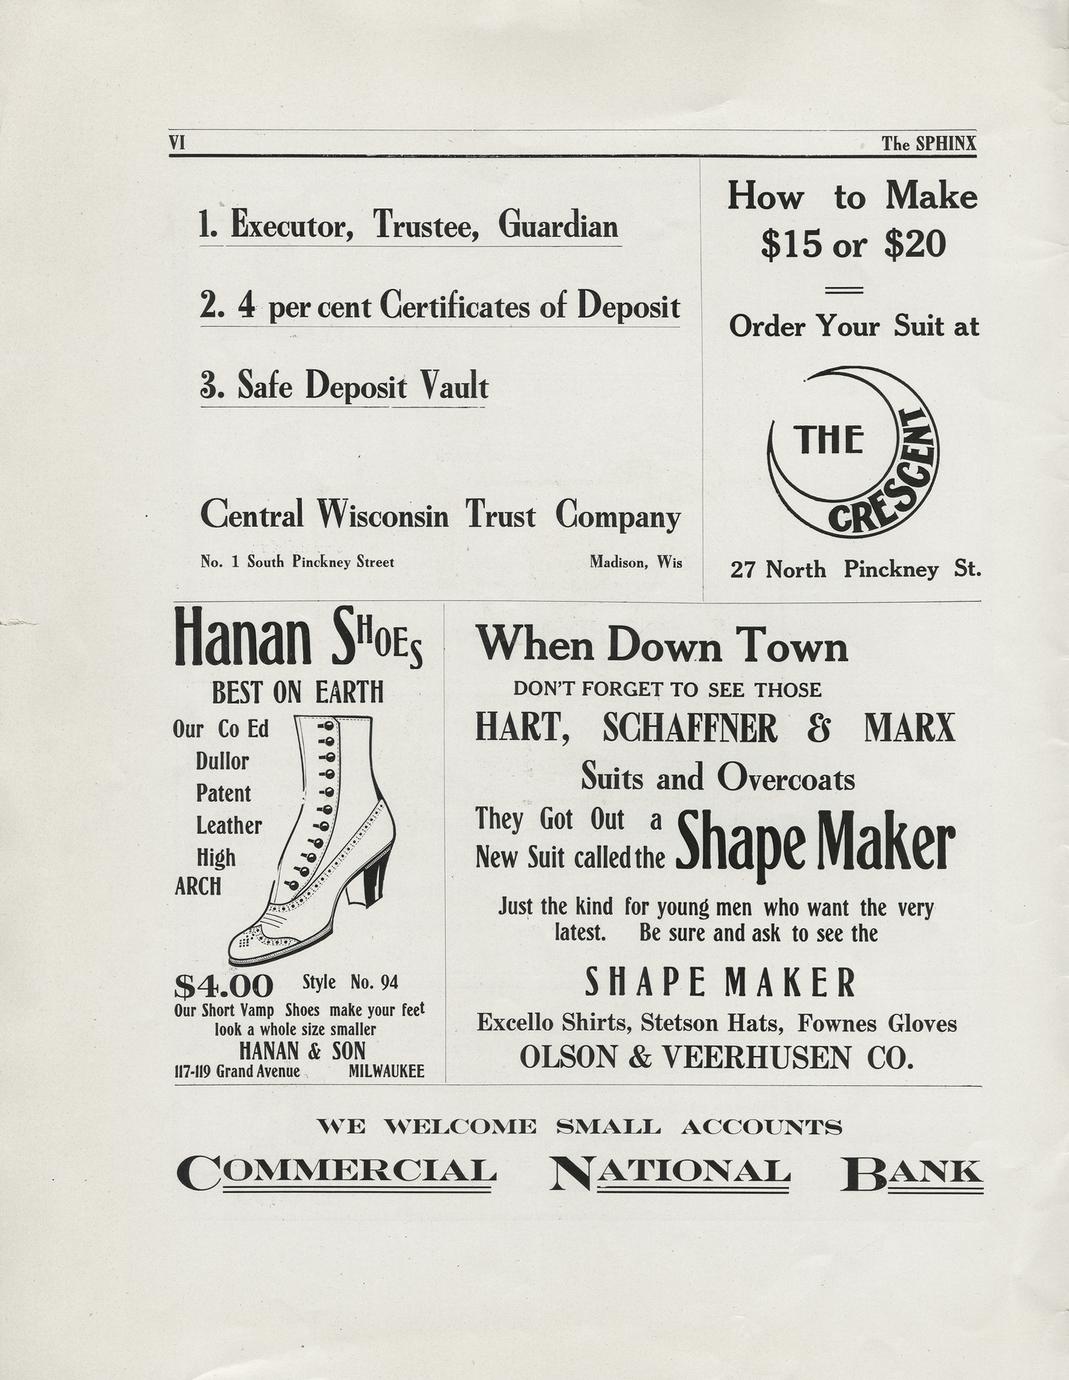 VI
The SPHINX
1. Executor, Trustee, Guardian
2. 4 per cent Certificates of Deposit
3. Safe Deposit Vault
Central Wisconsin Trust Company
No. 1 South Pinckney Street
Madison, Wis
How to Make
$15 or $20
Order Your Suit at
THE
CRESCENT
27 North Pinckney St.
Hanan SHOES
BEST ON EARTH
Our Co Ed
Dullor
Patent
Leather
High
ARCH
$4.00 Style No. 94
Our Short Vamp Shoes make your feet
look a whole size smaller
HANAN & SON
117-119 Grand Avenue MILWAUKEE
When Down Town
DON'T FORGET TO SEE THOSE
HART, SCHAFFNER & MARX
Suits and Overcoats
They Got Out a
New Suit called the Shape Maker
Just the kind for young men who want the very
latest. Be sure and ask to see the
SHAPE MAKER
Excello Shirts, Stetson Hats, Fownes Gloves
OLSON & VEERHUSEN CO.
WE WELCOME SMALL ACCOUNTS
COMMERCIAL NATIONAL BANK